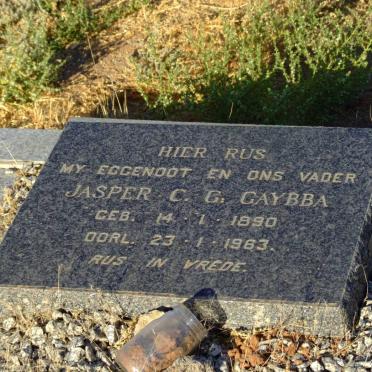 HIER RUS
MY EGGENOOT EN ONS VADER
JASPER C. G. GAYBBA
GEB. 14·1·1890
OORL. 23·1·1963.
RUS IN VREDE.